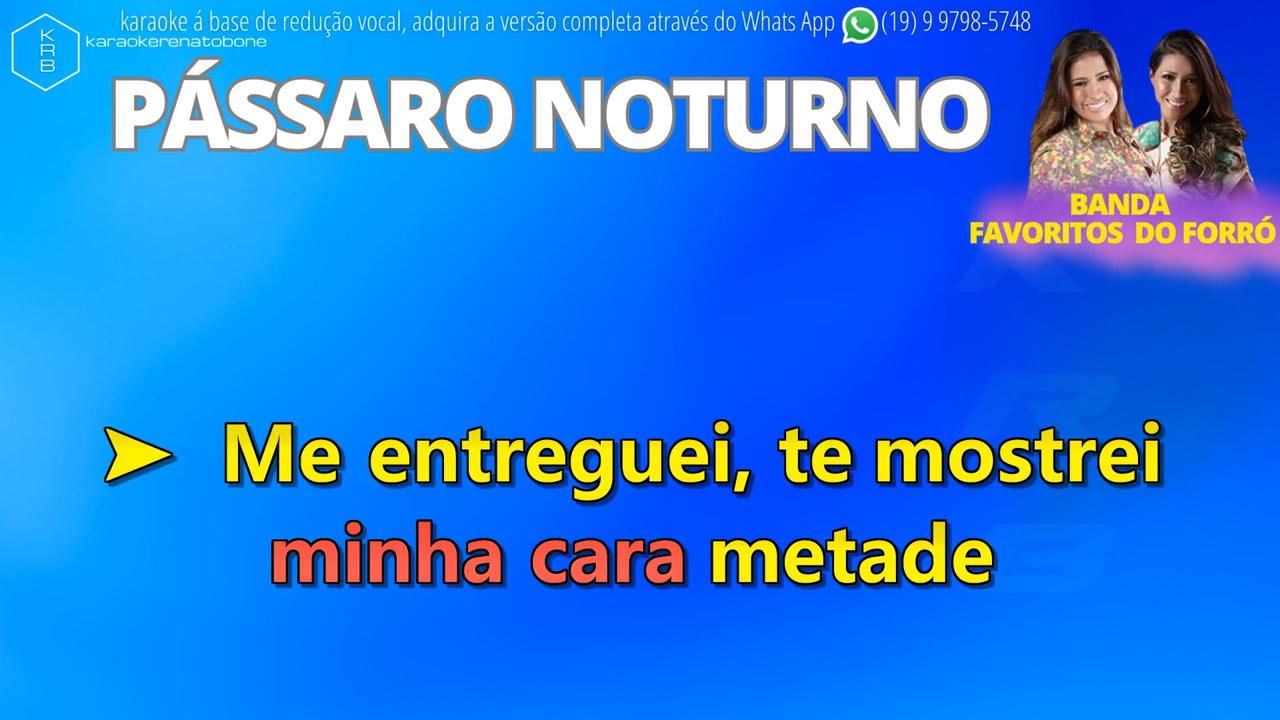 karaoke á base de redução vocal, adquira a versão completa através do Whats App (19) 9 9798-5748
KRB
karaokerenatobone
PÁSSARO NOTURNO
BANDA
FAVORITOS DO FORRÓ
K
R
B
➤ Me entreguei, te mostrei
minha cara metade